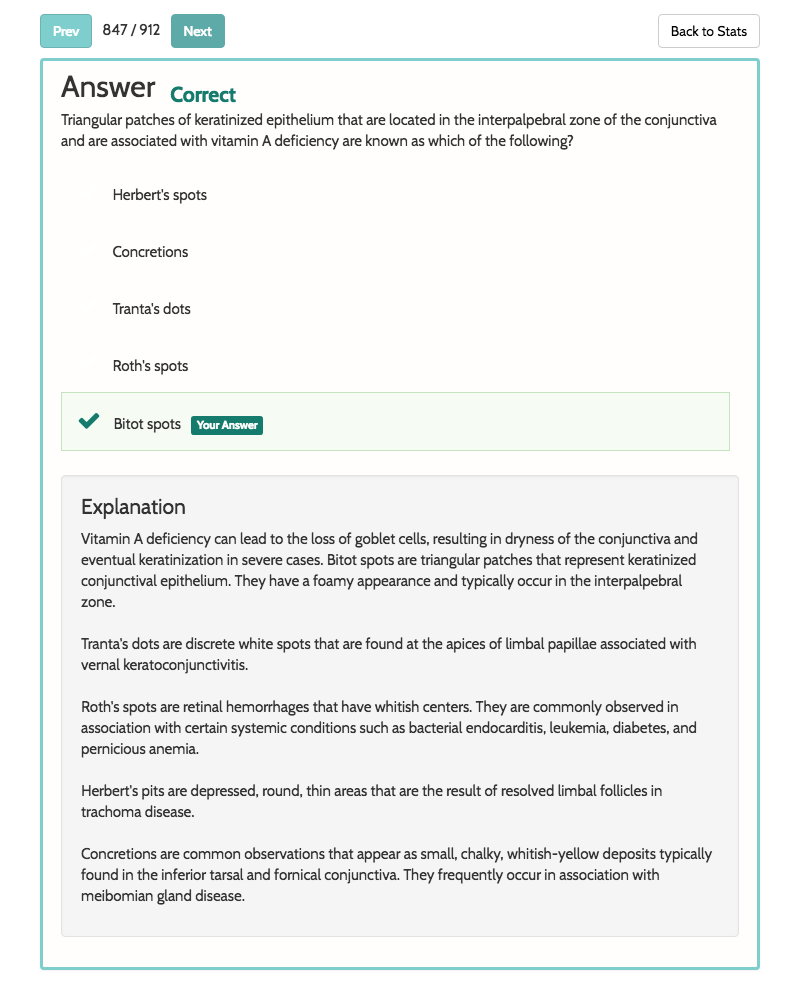 Prev 847 / 912 Next Back to Stats
Answer Correct
Triangular patches of keratinized epithelium that are located in the interpalpebral zone of the conjunctiva
and are associated with vitamin A deficiency are known as which of the following?
Herbert's spots
Concretions
Tranta's dots
Roth's spots
Bitot spots Your Answer
Explanation
Vitamin A deficiency can lead to the loss of goblet cells, resulting in dryness of the conjunctiva and
eventual keratinization in severe cases. Bitot spots are triangular patches that represent keratinized
conjunctival epithelium. They have a foamy appearance and typically occur in the interpalpebral
zone.
Tranta's dots are discrete white spots that are found at the apices of limbal papillae associated with
vernal keratoconjunctivitis.
Roth's spots are retinal hemorrhages that have whitish centers. They are commonly observed in
association with certain systemic conditions such as bacterial endocarditis, leukemia, diabetes, and
pernicious anemia.
Herbert's pits are depressed, round, thin areas that are the result of resolved limbal follicles in
trachoma disease.
Concretions are common observations that appear as small, chalky, whitish-yellow deposits typically
found in the inferior tarsal and fornical conjunctiva. They frequently occur in association with
meibomian gland disease.